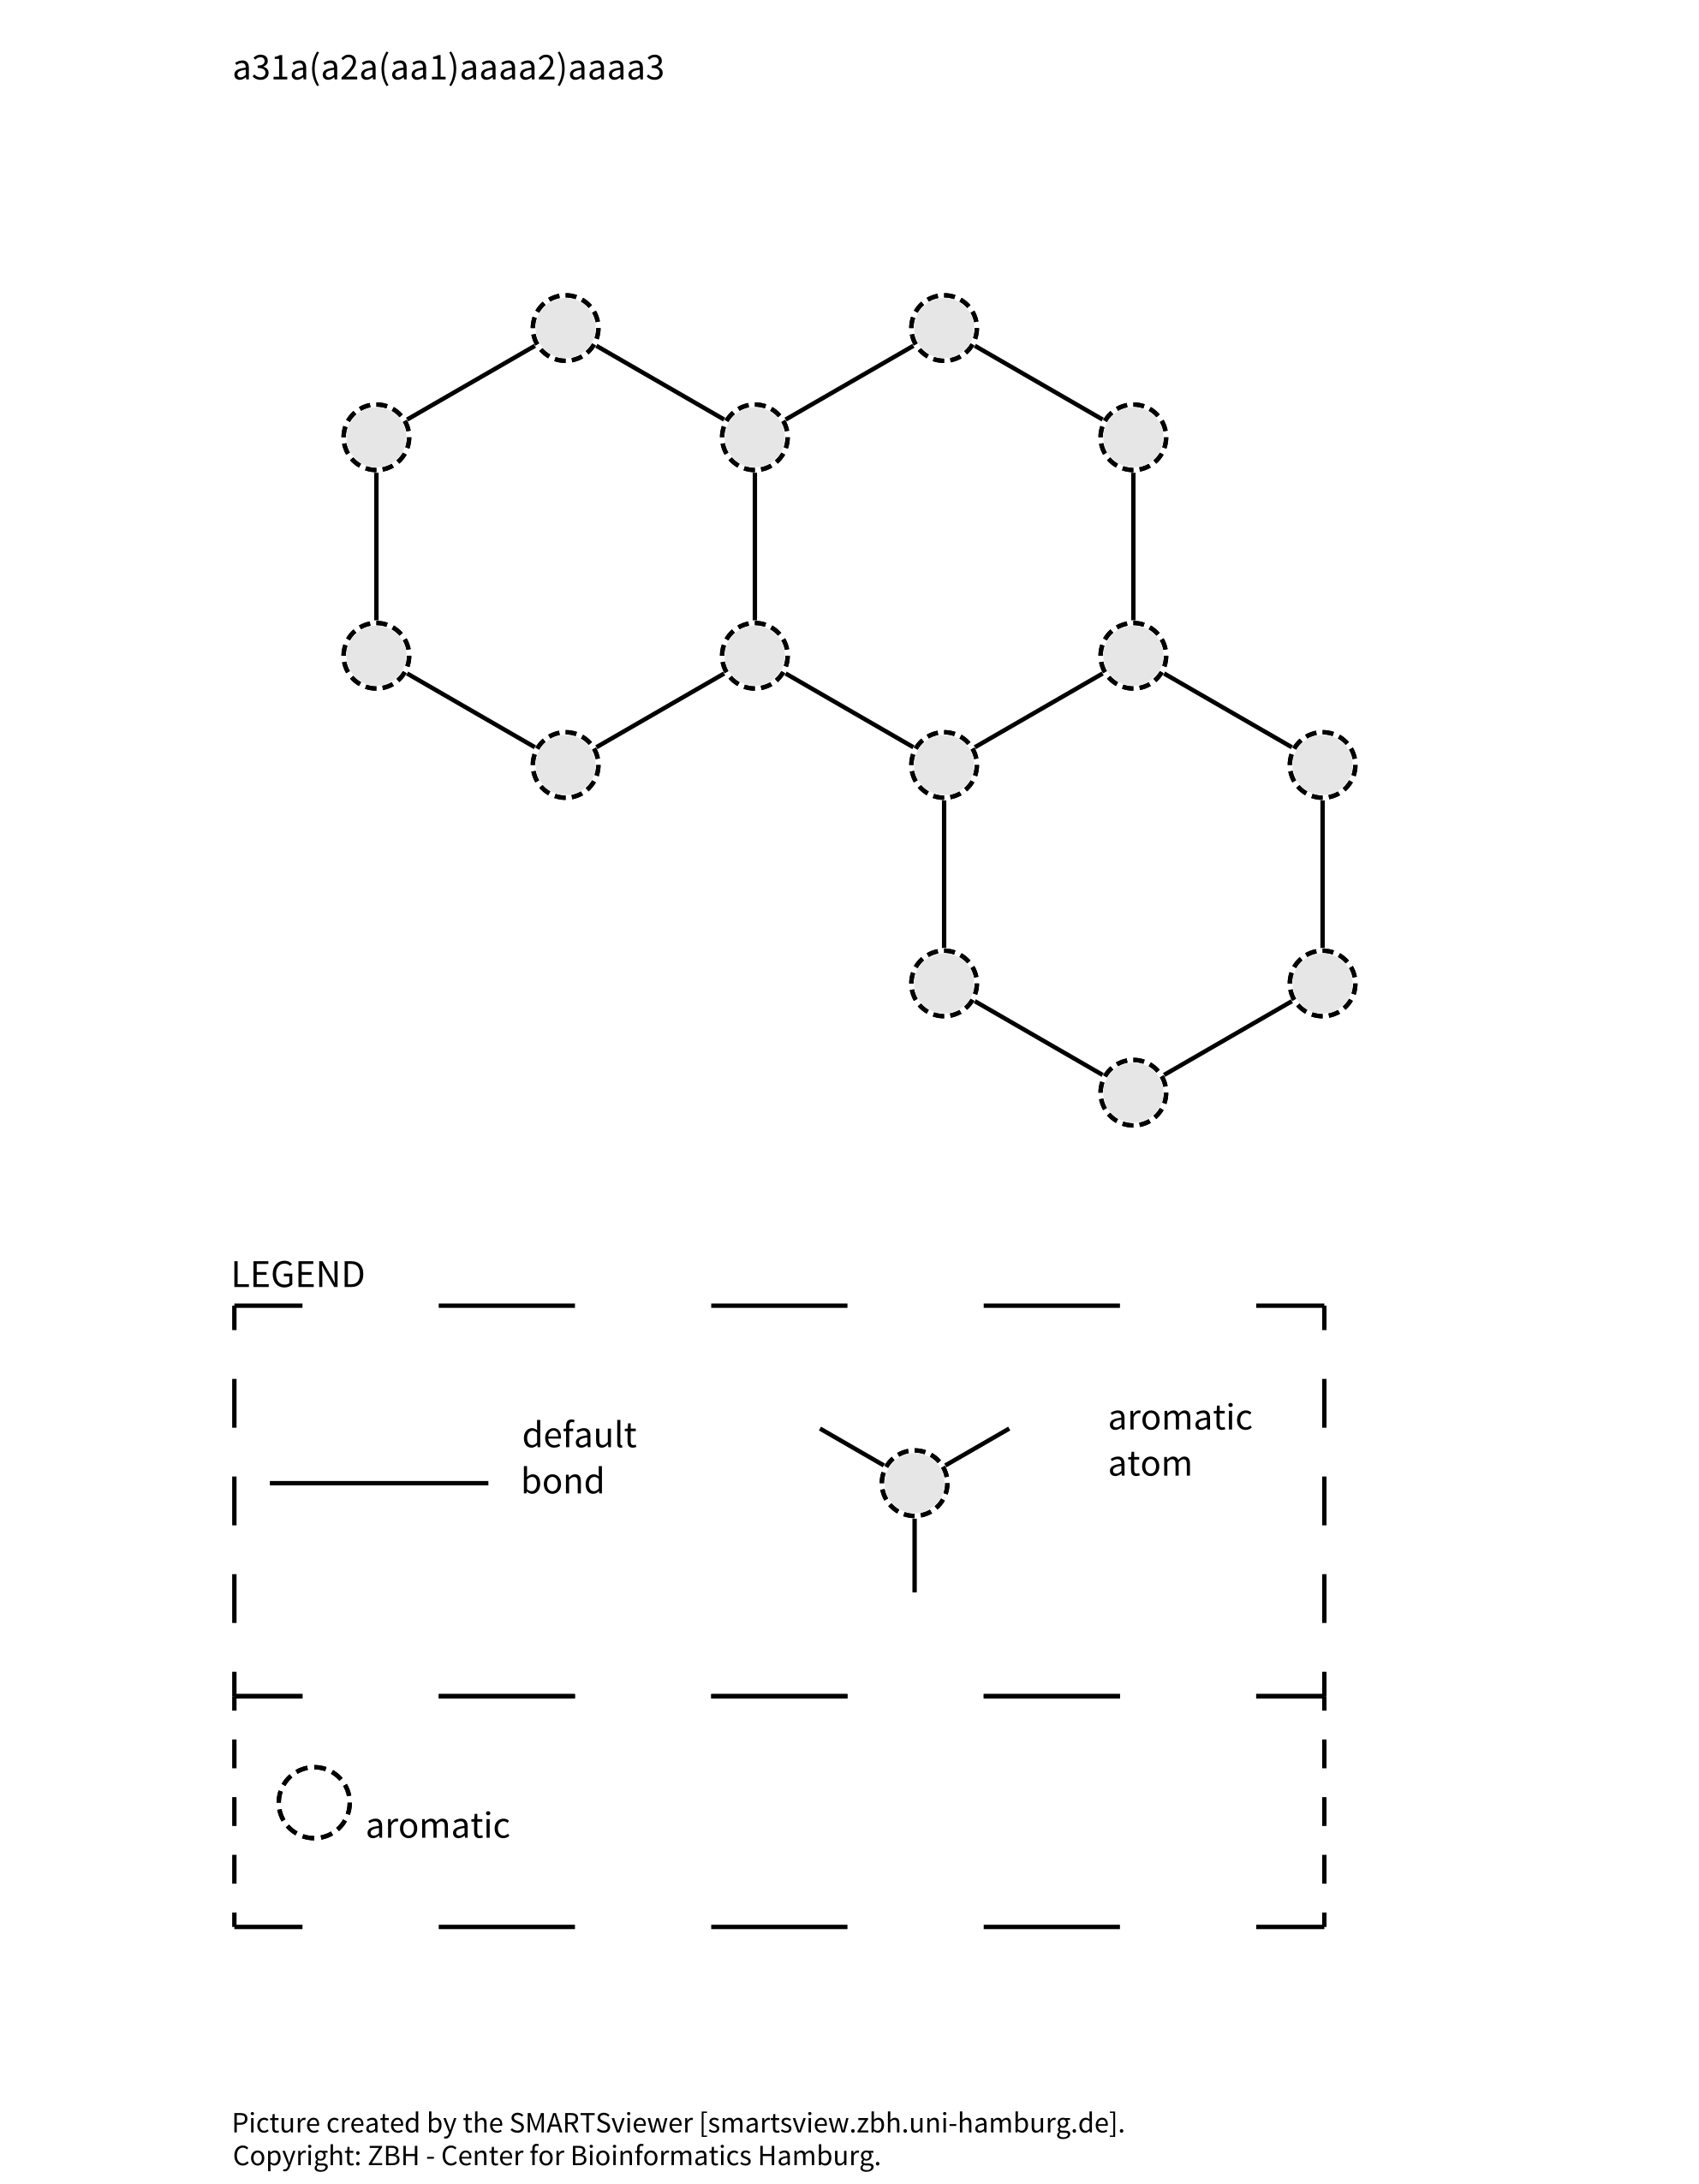 a31a(a2a(aa1)aaaa2)aaaa3
LEGEND
default
bond
aromatic
atom
aromatic
Picture created by the SMARTSviewer [smartsview.zbh.uni-hamburg.de].
Copyright: ZBH - Center for Bioinformatics Hamburg.